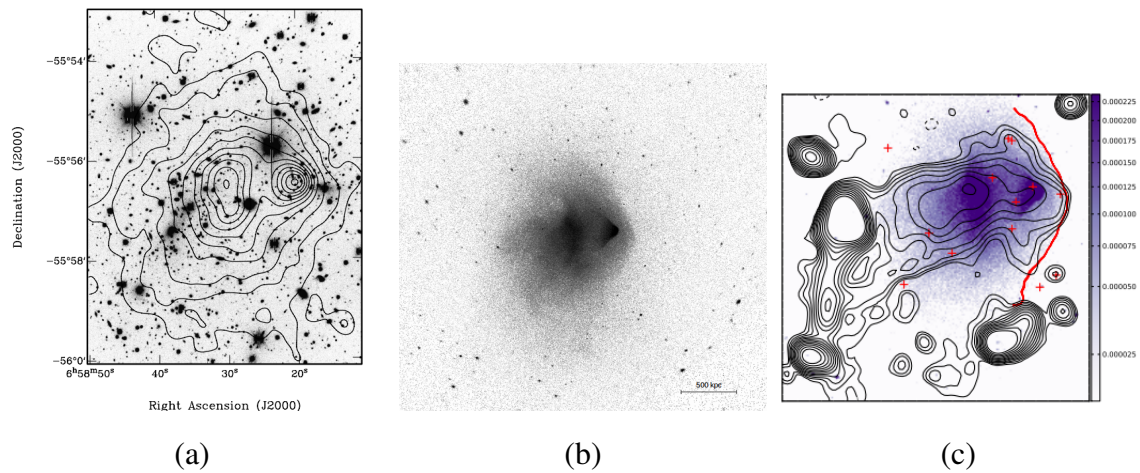 Declination (J2000)
-55°54′
-55°56′
-55°58′
-56°0′
6ʰ58ᵐ50ˢ
40ˢ
30ˢ
20ˢ
Right Ascension (J2000)
500 kpc
0.000225
0.000200
0.000175
0.000150
0.000125
0.000100
0.000075
0.000050
0.000025
(a)
(b)
(c)